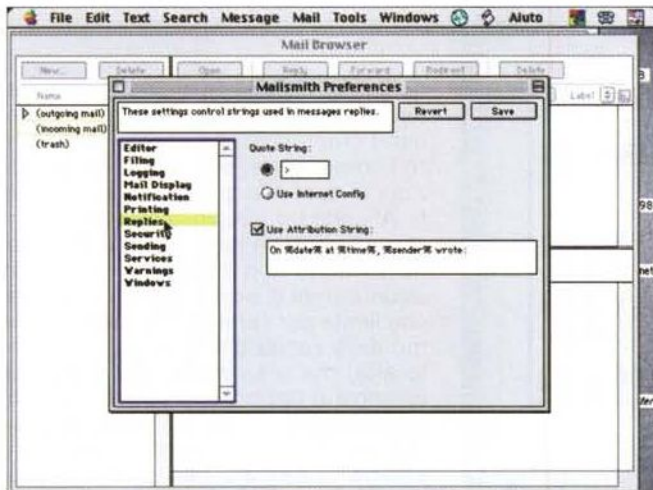 File Edit Text Search Message Mail Tools Windows Aiuto
Mail Browser
New... Delete Open Reply Forward Redirect Delete
Name Label
(outgoing mail)
(incoming mail)
(trash)
Mailsmith Preferences
These settings control strings used in messages replies.
Revert Save
Editor
Filing
Logging
Mail Display
Notification
Printing
Replies
Security
Sending
Services
Warnings
Windows
Quote String:
>
Use Internet Config
Use Attribution String:
On %date% at %time%, %sender% wrote:
98
net